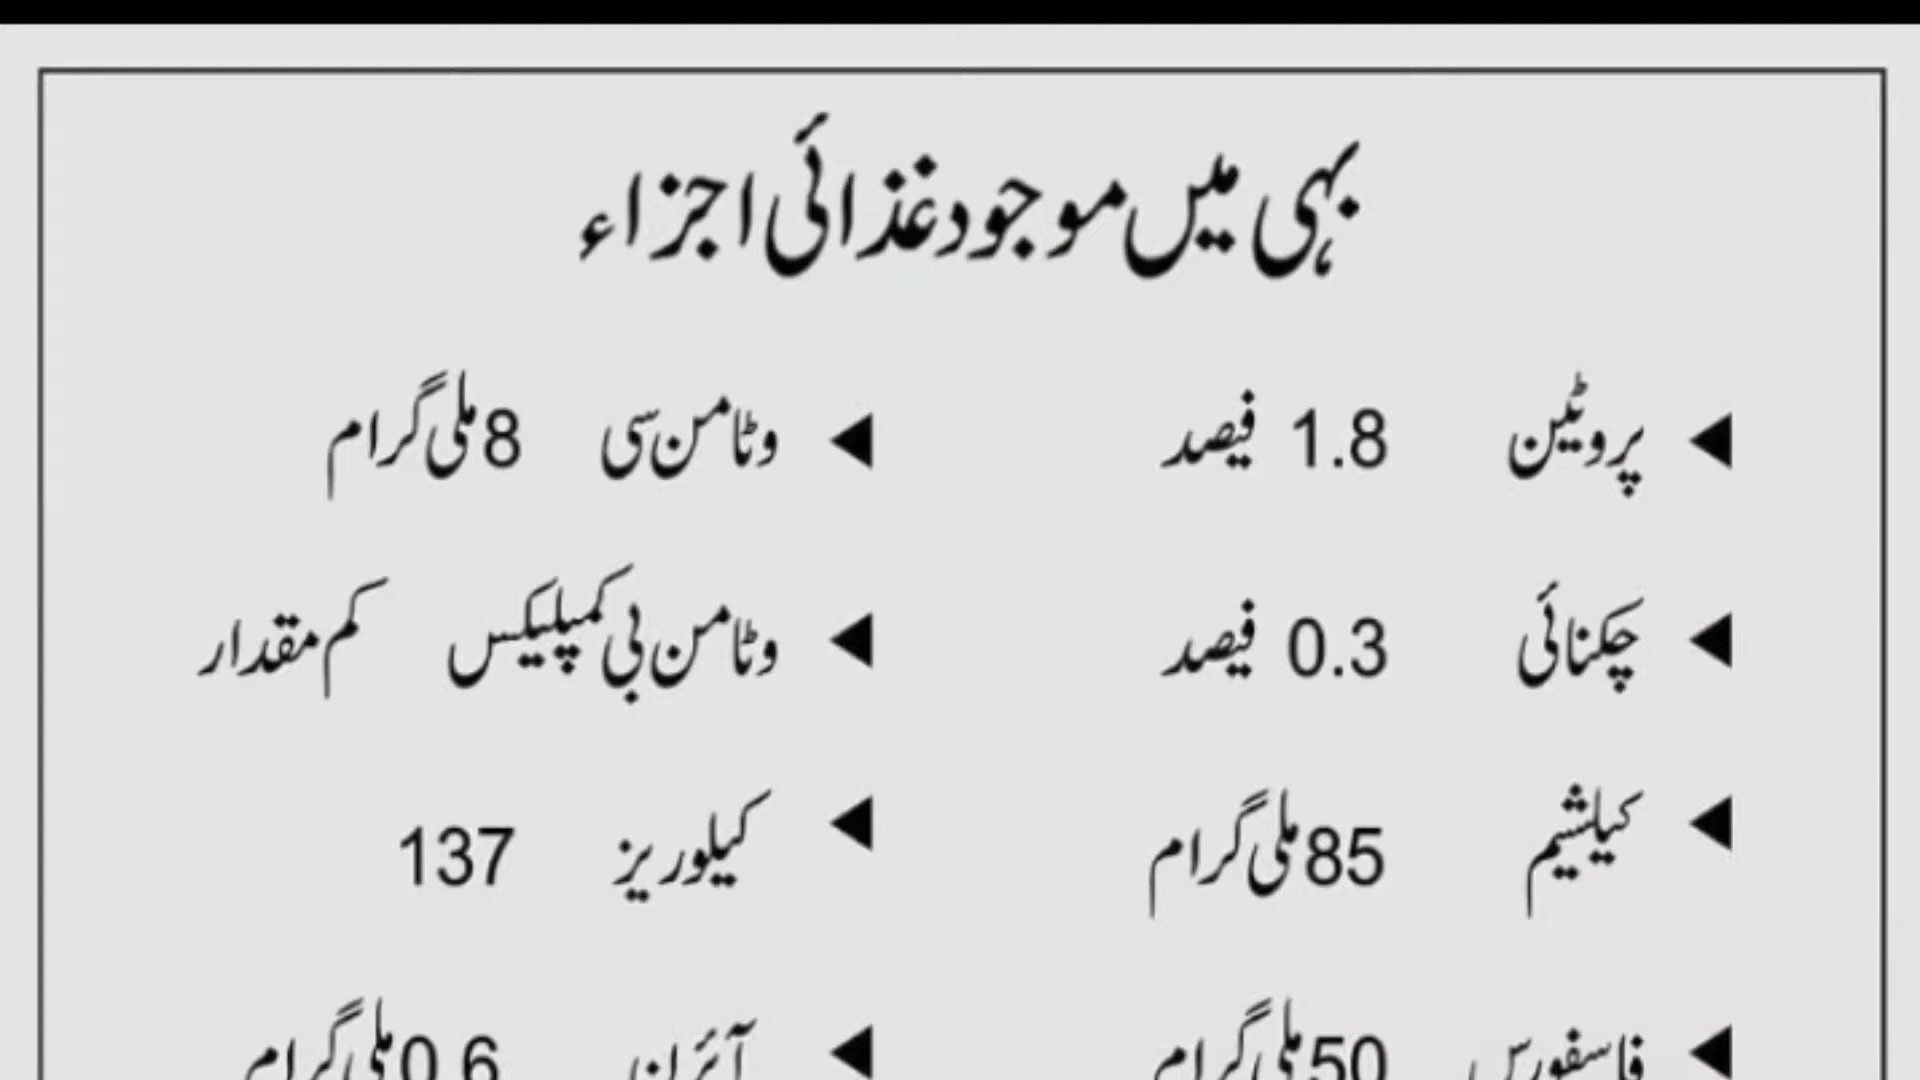 بہی میں موجود غذائی اجزاء
◀ پروٹین 1.8 فیصد ◀ وٹامن سی 8 ملی گرام
◀ چکنائی 0.3 فیصد ◀ وٹامن بی کمپلیکس کم مقدار
◀ کیلشیم 85 ملی گرام ◀ کیلوریز 137
◀ فاسفورس 50 ملی گرام ◀ آئرن 0.6 ملی گرام